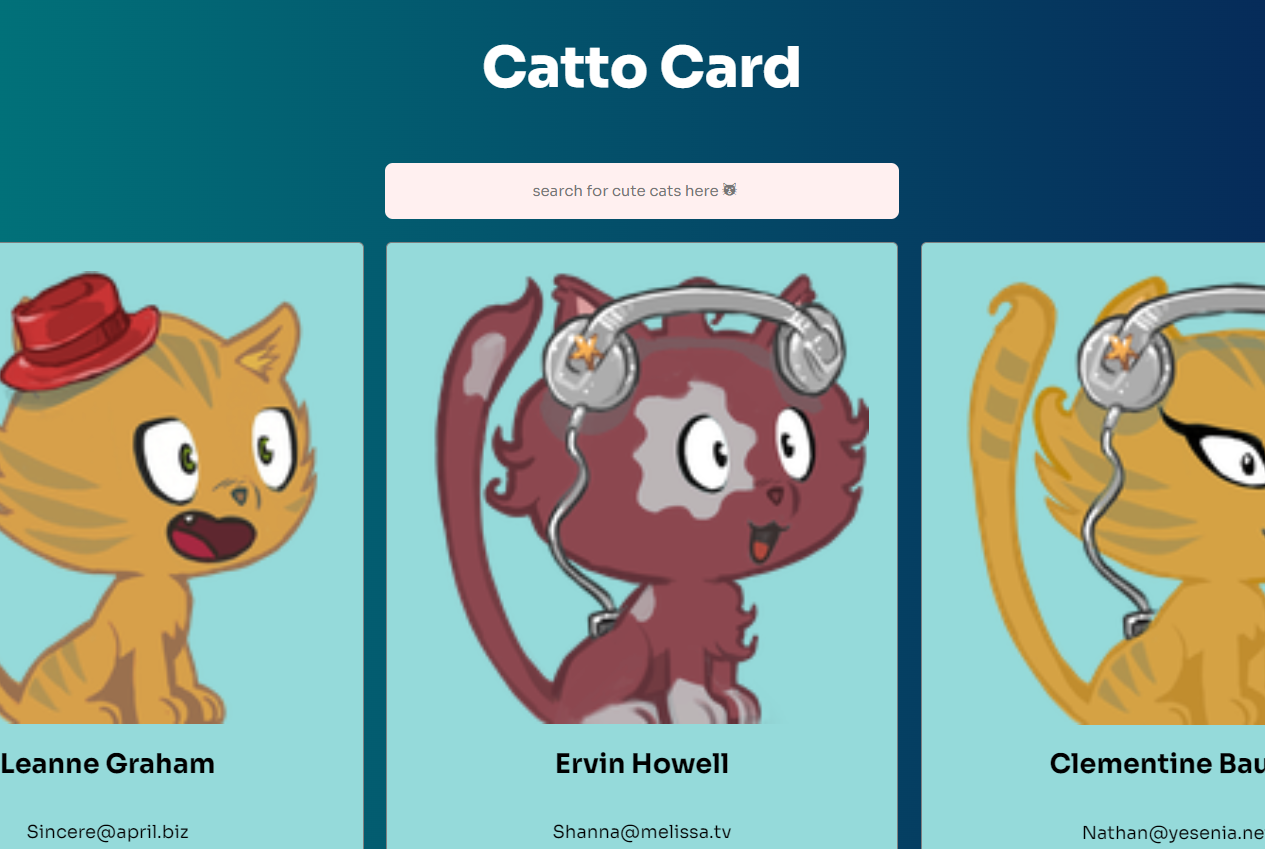 Catto Card
search for cute cats here 🐱
Leanne Graham
Ervin Howell
Clementine Bau
Sincere@april.biz
Shanna@melissa.tv
Nathan@yesenia.ne